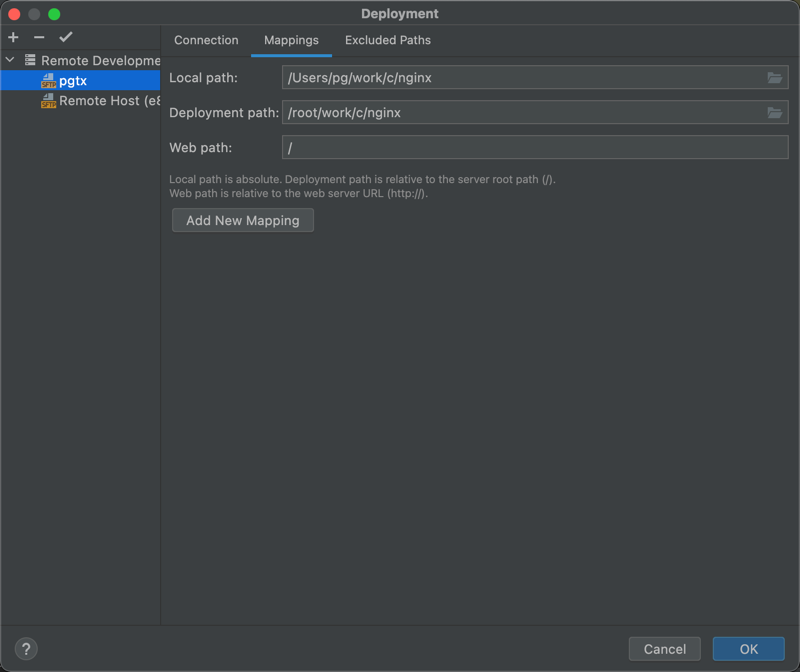 Deployment
Connection Mappings Excluded Paths
Remote Developme
SFTP pgtx
SFTP Remote Host (e8
Local path: /Users/pg/work/c/nginx
Deployment path: /root/work/c/nginx
Web path: /
Local path is absolute. Deployment path is relative to the server root path (/).
Web path is relative to the web server URL (http://).
Add New Mapping
? Cancel OK